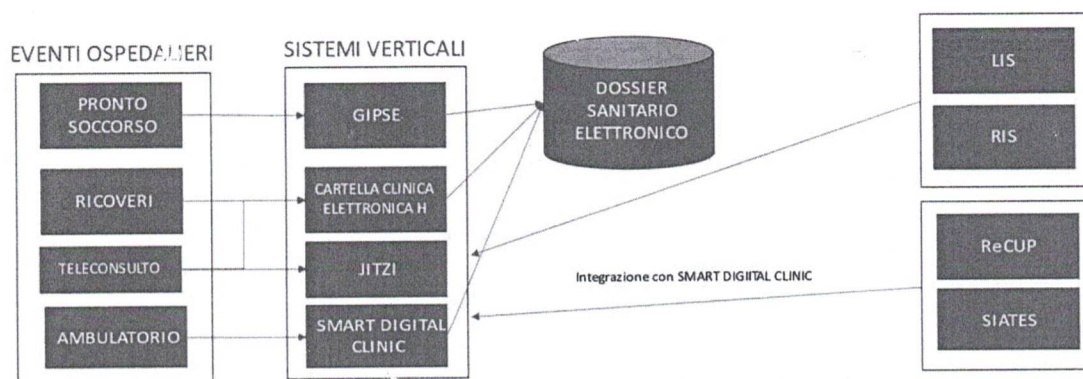 EVENTI OSPEDALIERI
PRONTO
SOCCORSO
RICOVERI
TELECONSULTO
AMBULATORIO
SISTEMI VERTICALI
GIPSE
CARTELLA CLINICA
ELETTRONICA H
JITZI
SMART DIGITAL
CLINIC
DOSSIER
SANITARIO
ELETTRONICO
Integrazione con SMART DIGIITAL CLINIC
LIS
RIS
ReCUP
SIATES